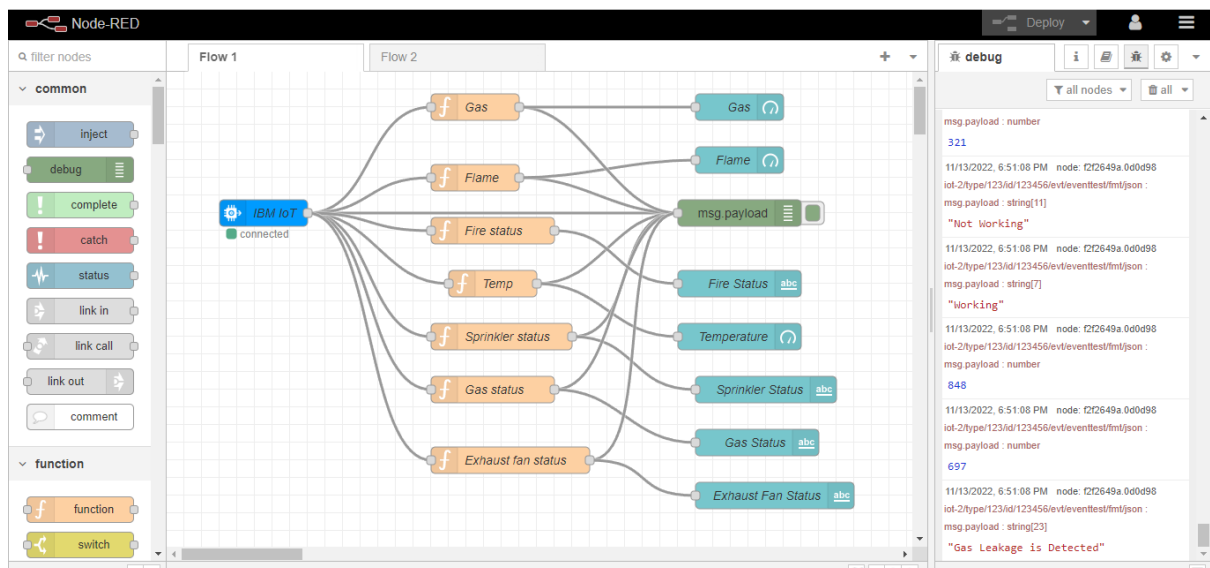 Node-RED
Deploy
filter nodes
common
inject
debug
complete
catch
status
link in
link call
link out
comment
function
function
switch
Flow 1
Flow 2
Gas
Flame
IBM IoT
connected
Fire status
Temp
Sprinkler status
Gas status
Exhaust fan status
Gas
Flame
msg.payload
Fire Status abc
Temperature
Sprinkler Status abc
Gas Status abc
Exhaust Fan Status abc
debug
i
all nodes
all
msg.payload : number
321
11/13/2022, 6:51:08 PM node: f2f2649a.0d0d98
iot-2/type/123/id/123456/evt/eventtest/fmt/json :
msg.payload : string[11]
"Not Working"
11/13/2022, 6:51:08 PM node: f2f2649a.0d0d98
iot-2/type/123/id/123456/evt/eventtest/fmt/json :
msg.payload : string[7]
"Working"
11/13/2022, 6:51:08 PM node: f2f2649a.0d0d98
iot-2/type/123/id/123456/evt/eventtest/fmt/json :
msg.payload : number
848
11/13/2022, 6:51:08 PM node: f2f2649a.0d0d98
iot-2/type/123/id/123456/evt/eventtest/fmt/json :
msg.payload : number
697
11/13/2022, 6:51:08 PM node: f2f2649a.0d0d98
iot-2/type/123/id/123456/evt/eventtest/fmt/json :
msg.payload : string[23]
"Gas Leakage is Detected"